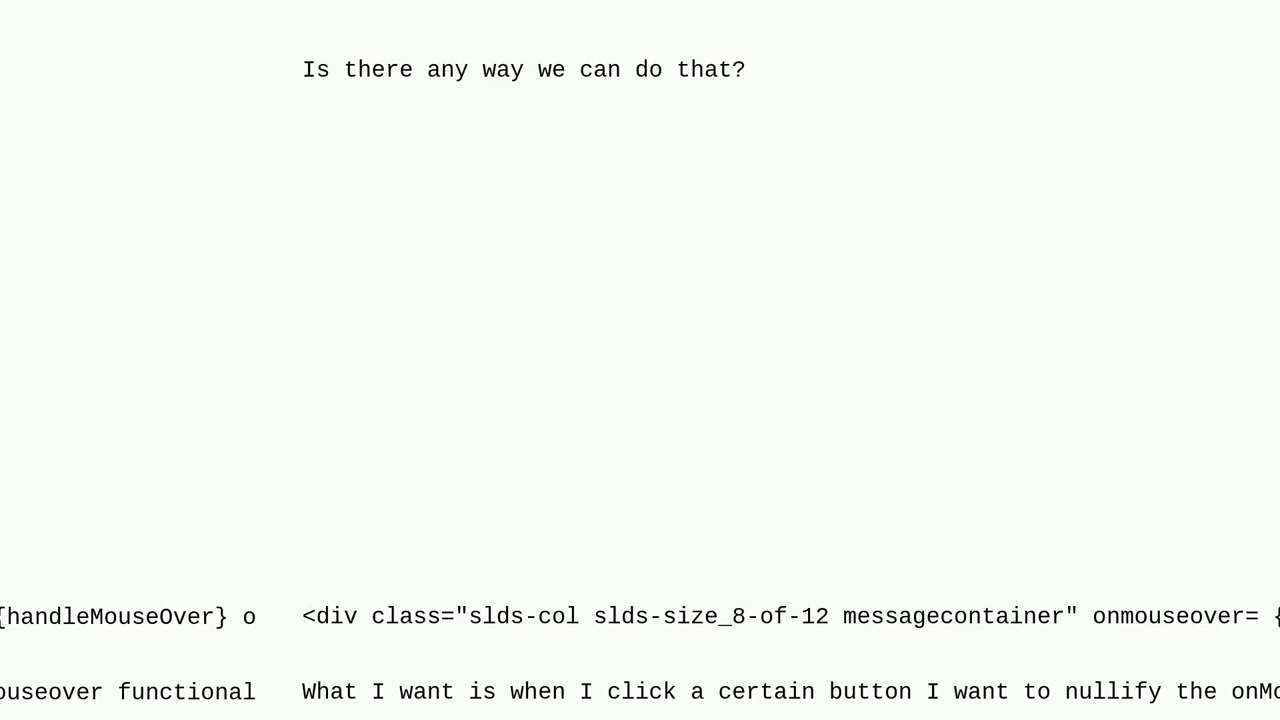 Is there any way we can do that?
{handleMouseOver} o <div class="slds-col slds-size_8-of-12 messagecontainer" onmouseover= {
ouseover functional What I want is when I click a certain button I want to nullify the onMo